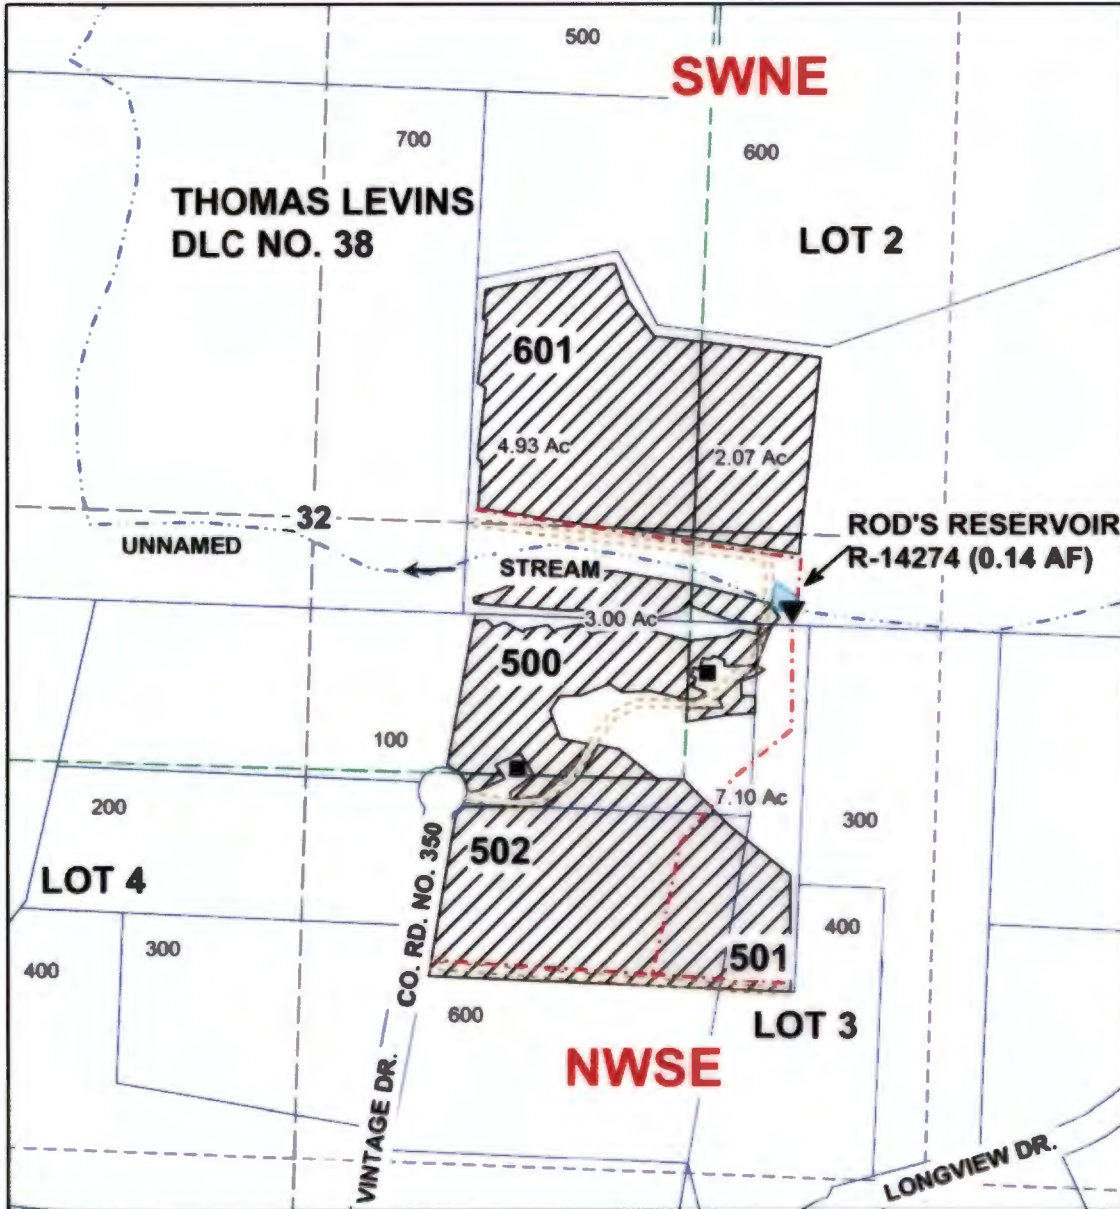 500
SWNE
700
600
THOMAS LEVINS
DLC NO. 38
LOT 2
601
4.93 Ac
2.07 Ac
32
ROD'S RESERVOIR
R-14274 (0.14 AF)
UNNAMED
STREAM
3.00 Ac
500
100
7.10 Ac
200
300
502
LOT 4
CO. RD. NO. 350
400
300
400
501
600
LOT 3
NWSE
VINTAGE DR.
LONGVIEW DR.